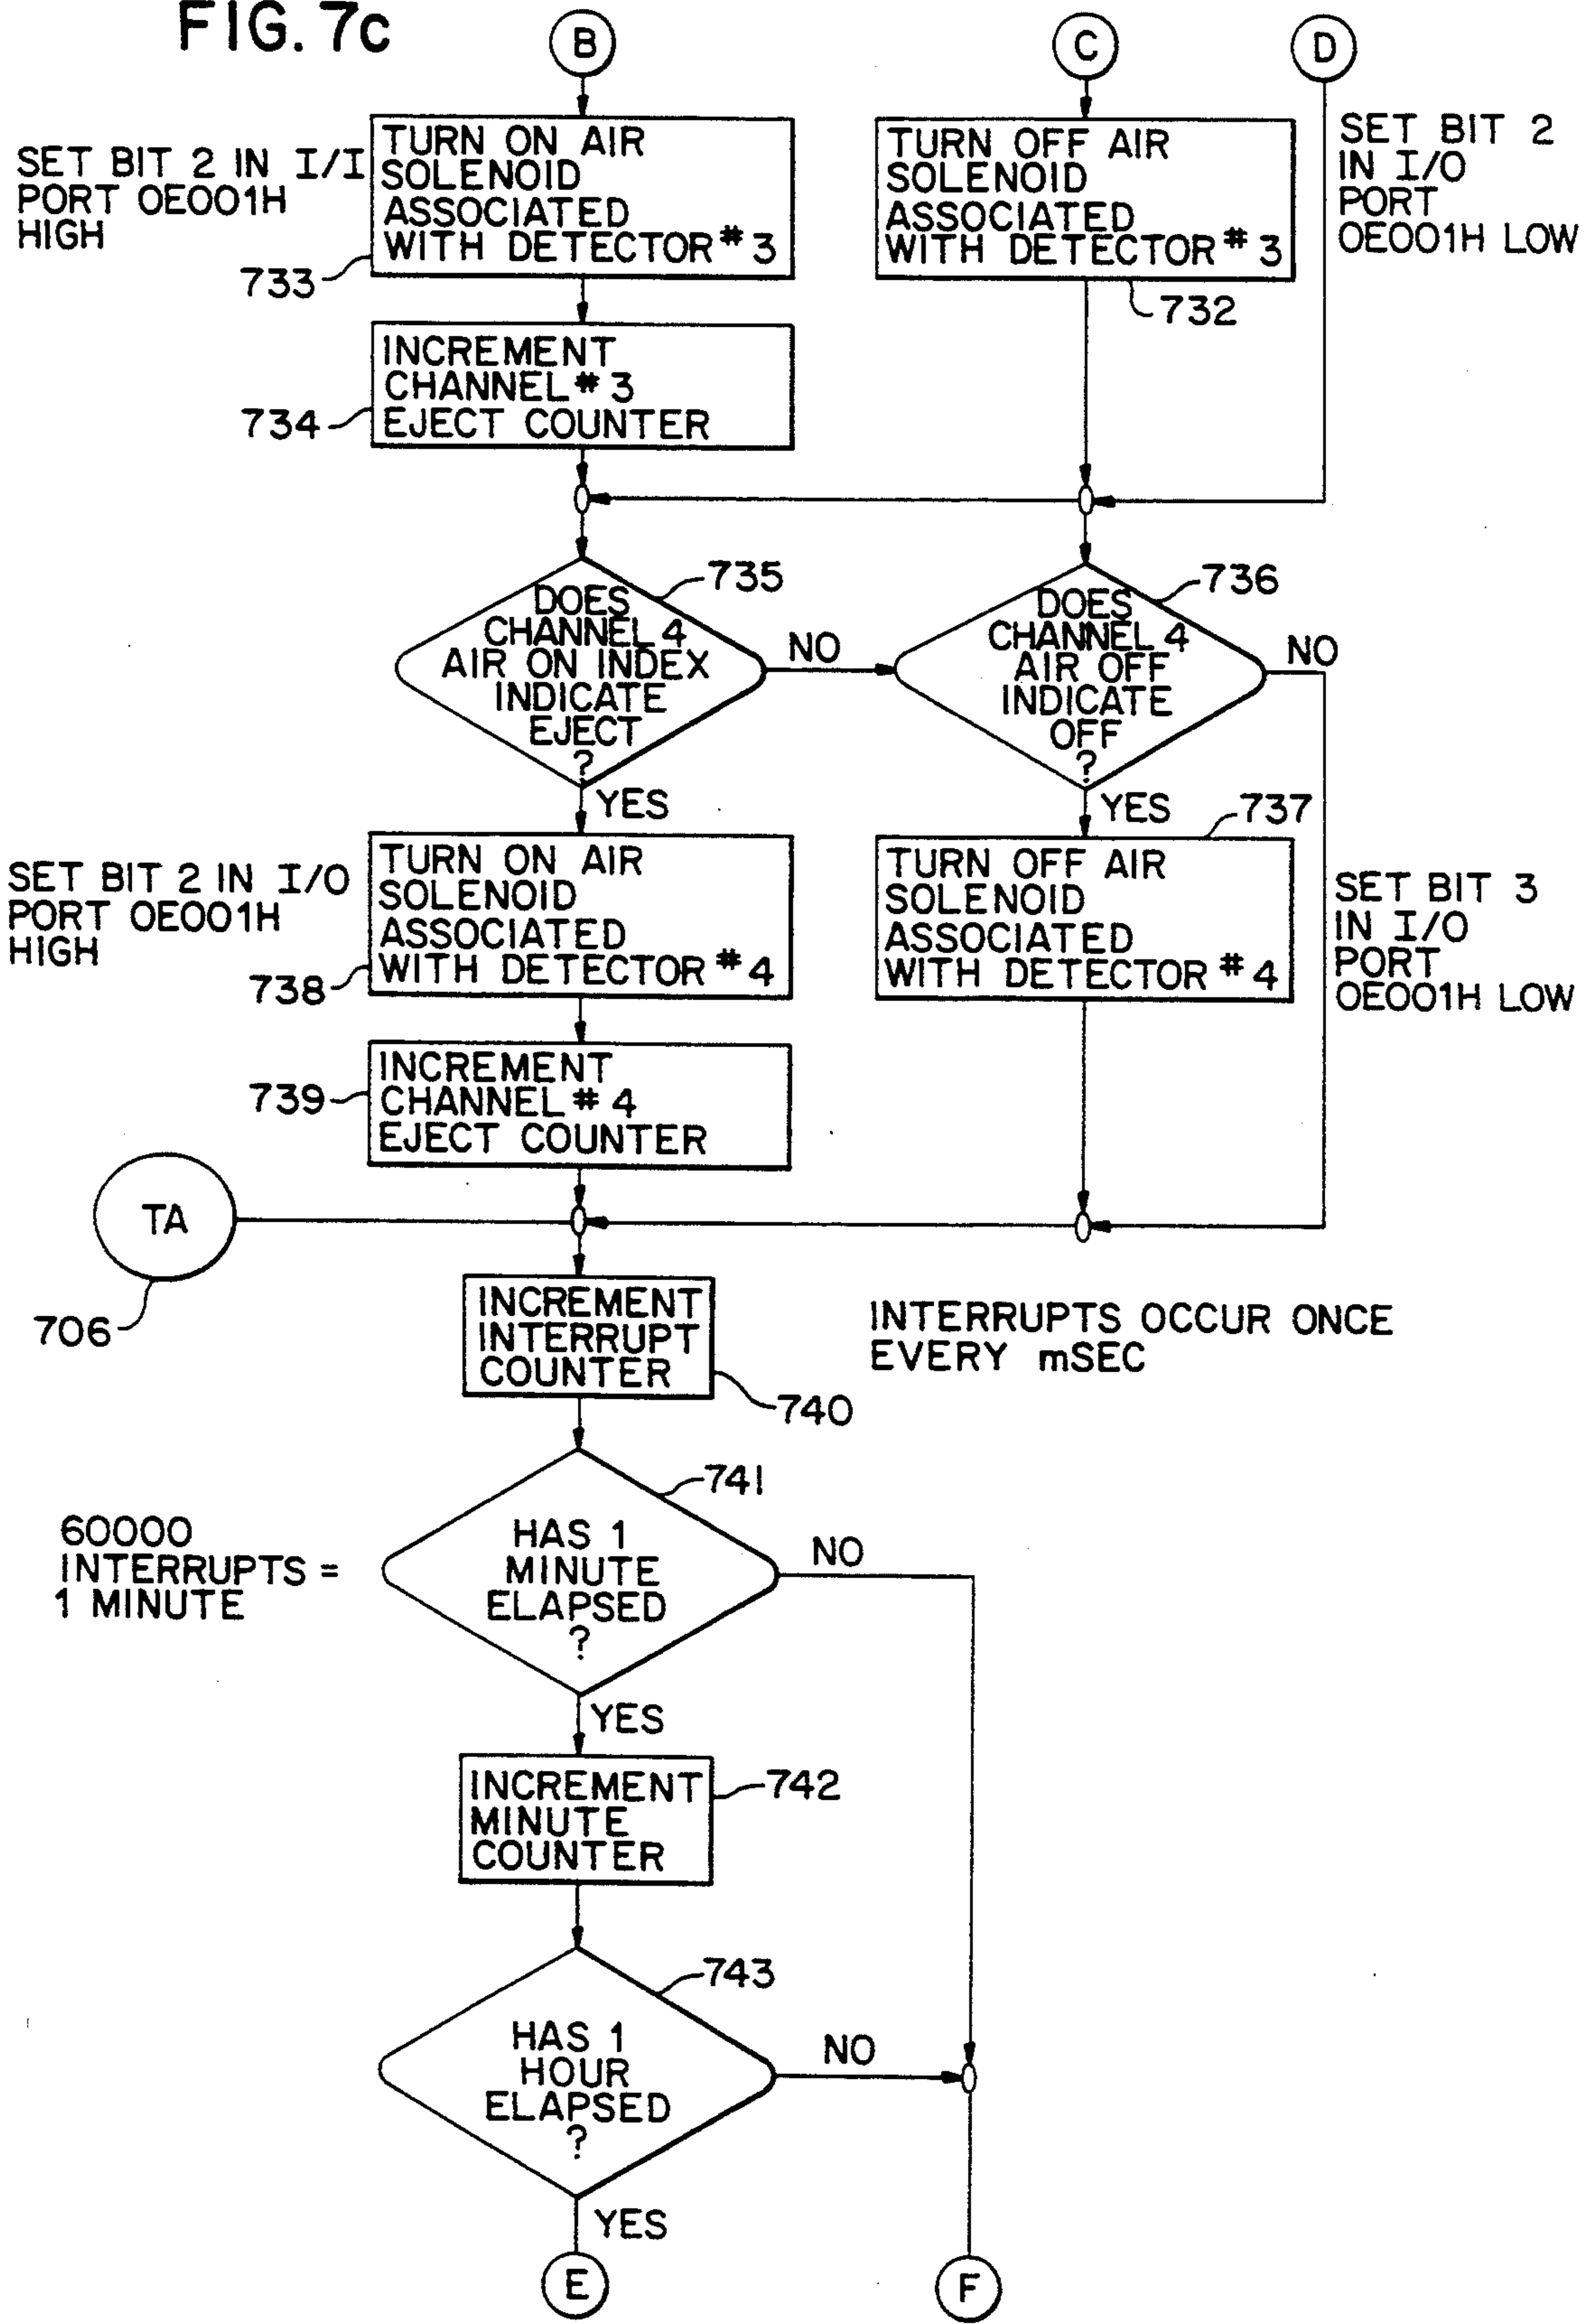 FIG. 7c
B
C
D
SET BIT 2 IN I/I
PORT OE001H
HIGH
TURN ON AIR
SOLENOID
ASSOCIATED
WITH DETECTOR # 3
733
TURN OFF AIR
SOLENOID
ASSOCIATED
WITH DETECTOR # 3
732
SET BIT 2
IN I/O
PORT
OE001H LOW
INCREMENT
CHANNEL # 3
EJECT COUNTER
734
DOES
CHANNEL 4
AIR ON INDEX
INDICATE
EJECT
?
735
NO
DOES
CHANNEL 4
AIR OFF
INDICATE
OFF
?
736
NO
YES
YES
737
SET BIT 2 IN I/O
PORT OE001H
HIGH
TURN ON AIR
SOLENOID
ASSOCIATED
WITH DETECTOR # 4
738
TURN OFF AIR
SOLENOID
ASSOCIATED
WITH DETECTOR # 4
SET BIT 3
IN I/O
PORT
OE001H LOW
INCREMENT
CHANNEL # 4
EJECT COUNTER
739
TA
706
INCREMENT
INTERRUPT
COUNTER
740
INTERRUPTS OCCUR ONCE
EVERY mSEC
60000
INTERRUPTS =
1 MINUTE
HAS 1
MINUTE
ELAPSED
?
741
NO
YES
INCREMENT
MINUTE
COUNTER
742
HAS 1
HOUR
ELAPSED
?
743
NO
YES
E
F